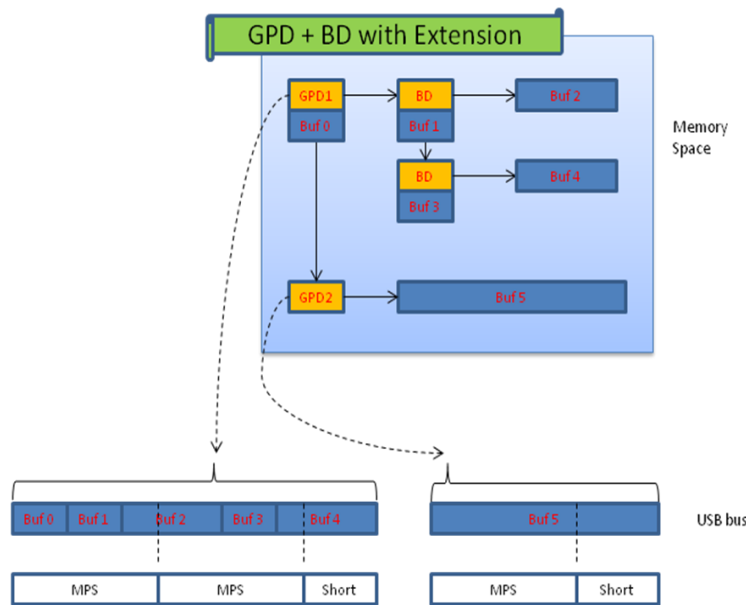 GPD + BD with Extension
GPD1
BD
Buf 2
Buf 0
Buf 1
Memory
Space
BD
Buf 4
Buf 3
GPD2
Buf 5
Buf 0
Buf 1
Buf 2
Buf 3
Buf 4
Buf 5
USB bus
MPS
MPS
Short
MPS
Short